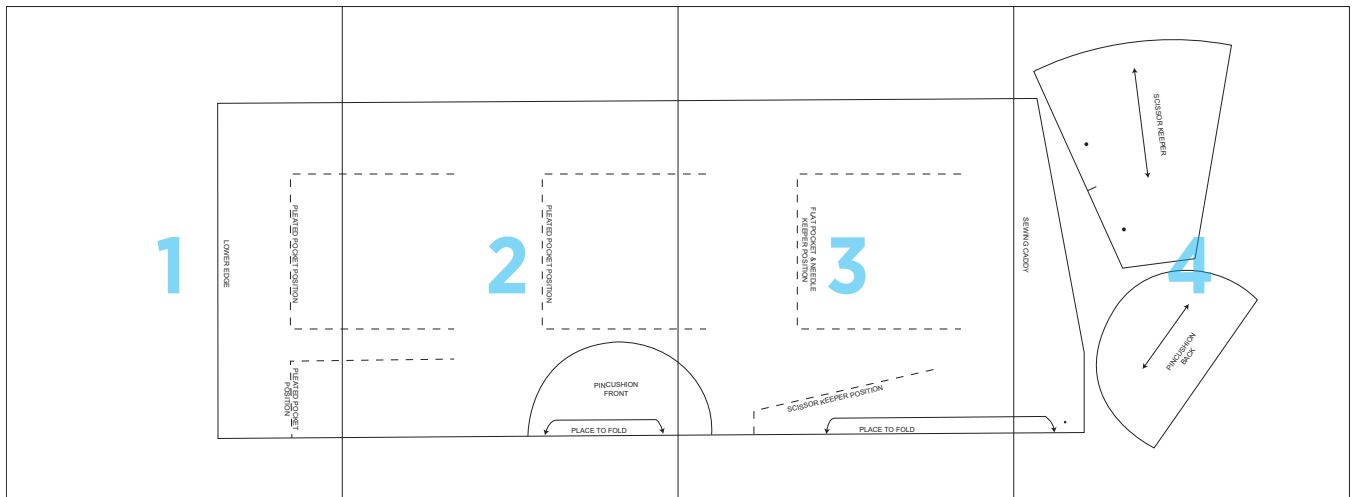 1
2
3
4
LOWER EDGE
PLEATED POCKET POSITION
PLEATED POCKET
POSITION
PLEATED POCKET POSITION
PINCUSHION
FRONT
PLACE TO FOLD
FLAT POCKET & NEEDLE
KEEPER POSITION
SCISSOR KEEPER POSITION
PLACE TO FOLD
SEWING CADDY
SCISSOR KEEPER
PINCUSHION
BACK